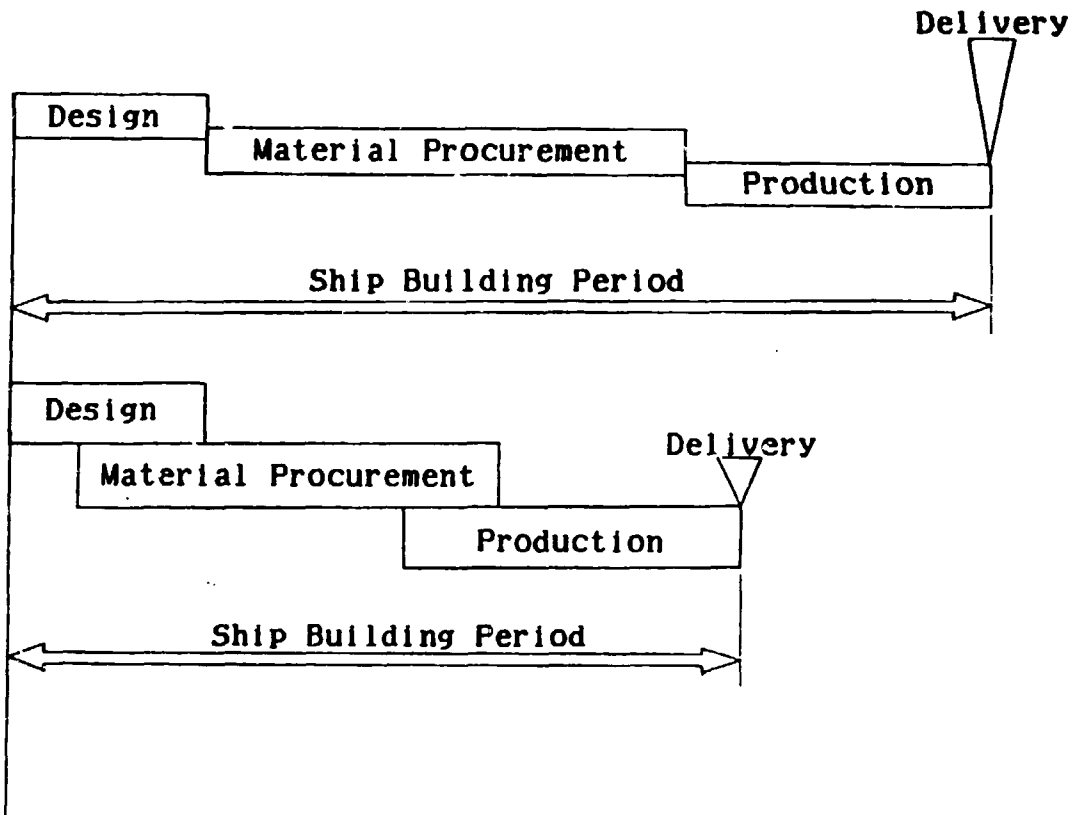 Delivery
Design
Material Procurement
Production
Ship Building Period
Design
Delivery
Material Procurement
Production
Ship Building Period